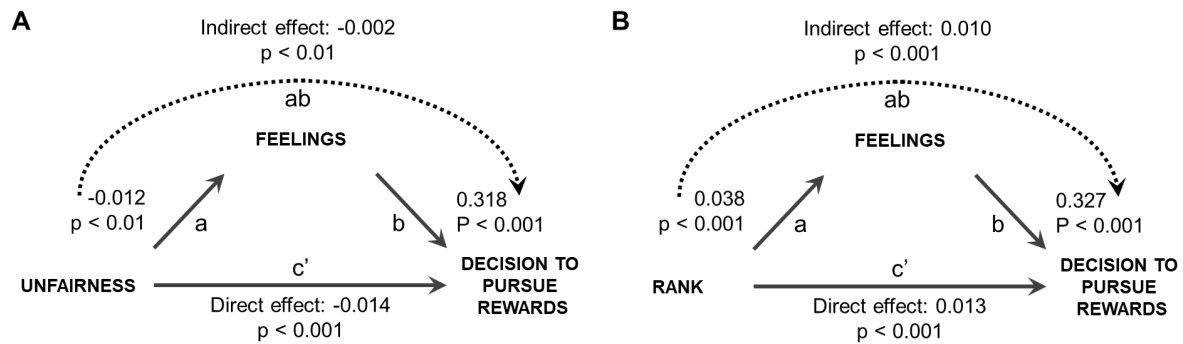 A
Indirect effect: -0.002
p < 0.01
ab
FEELINGS
-0.012
p < 0.01
a
b
0.318
P < 0.001
UNFAIRNESS
c’
Direct effect: -0.014
p < 0.001
DECISION TO
PURSUE
REWARDS
B
Indirect effect: 0.010
p < 0.001
ab
FEELINGS
0.038
p < 0.001
a
b
0.327
P < 0.001
RANK
c’
Direct effect: 0.013
p < 0.001
DECISION TO
PURSUE
REWARDS